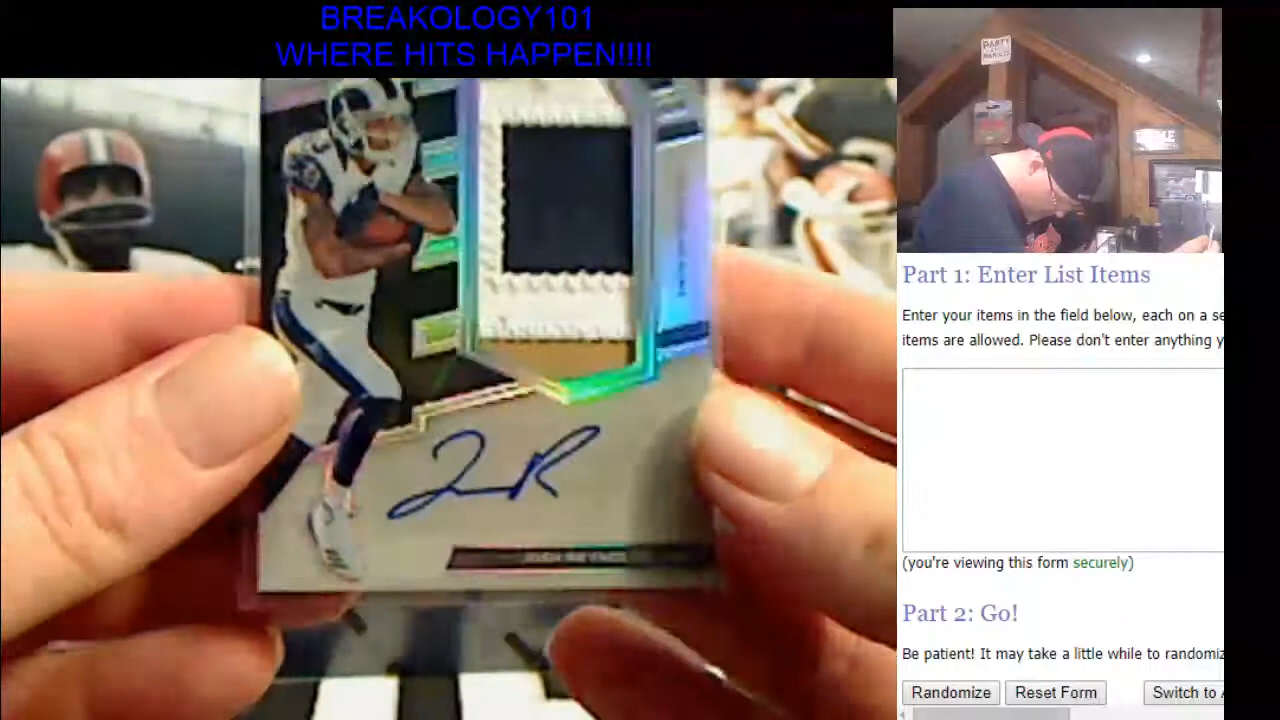 BREAKOLOGY101
WHERE HITS HAPPEN!!!!
PARTY
Part 1: Enter List Items
Enter your items in the field below, each on a se
items are allowed. Please don't enter anything y
(you're viewing this form securely)
Part 2: Go!
Be patient! It may take a little while to randomiz
Randomize
Reset Form
Switch to A